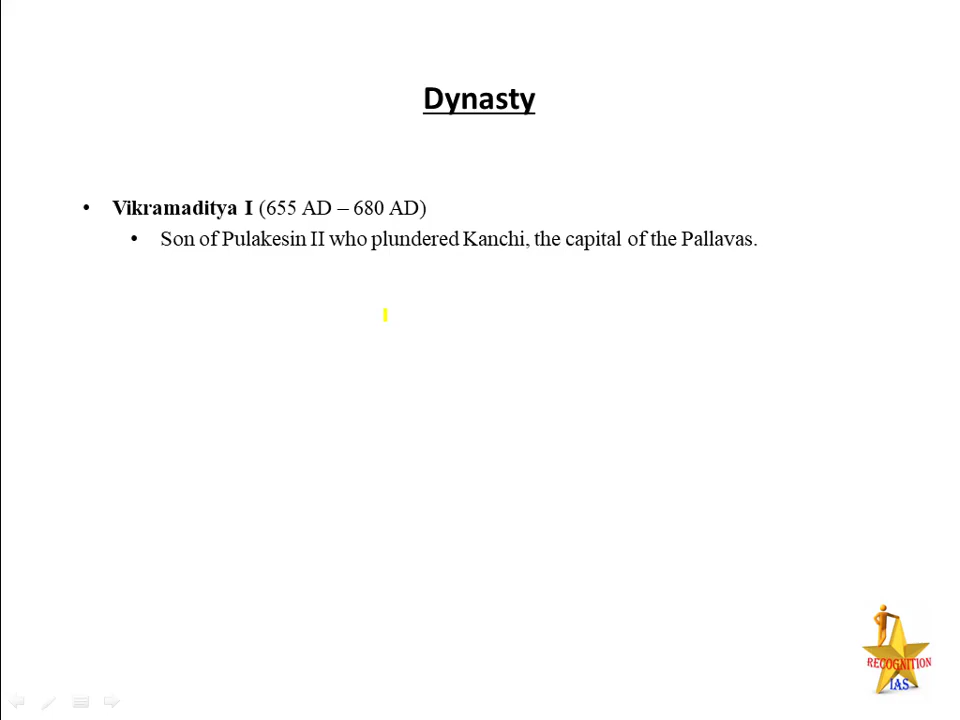 Dynasty
• Vikramaditya I (655 AD – 680 AD)
• Son of Pulakesin II who plundered Kanchi, the capital of the Pallavas.
RECOGNITION
IAS